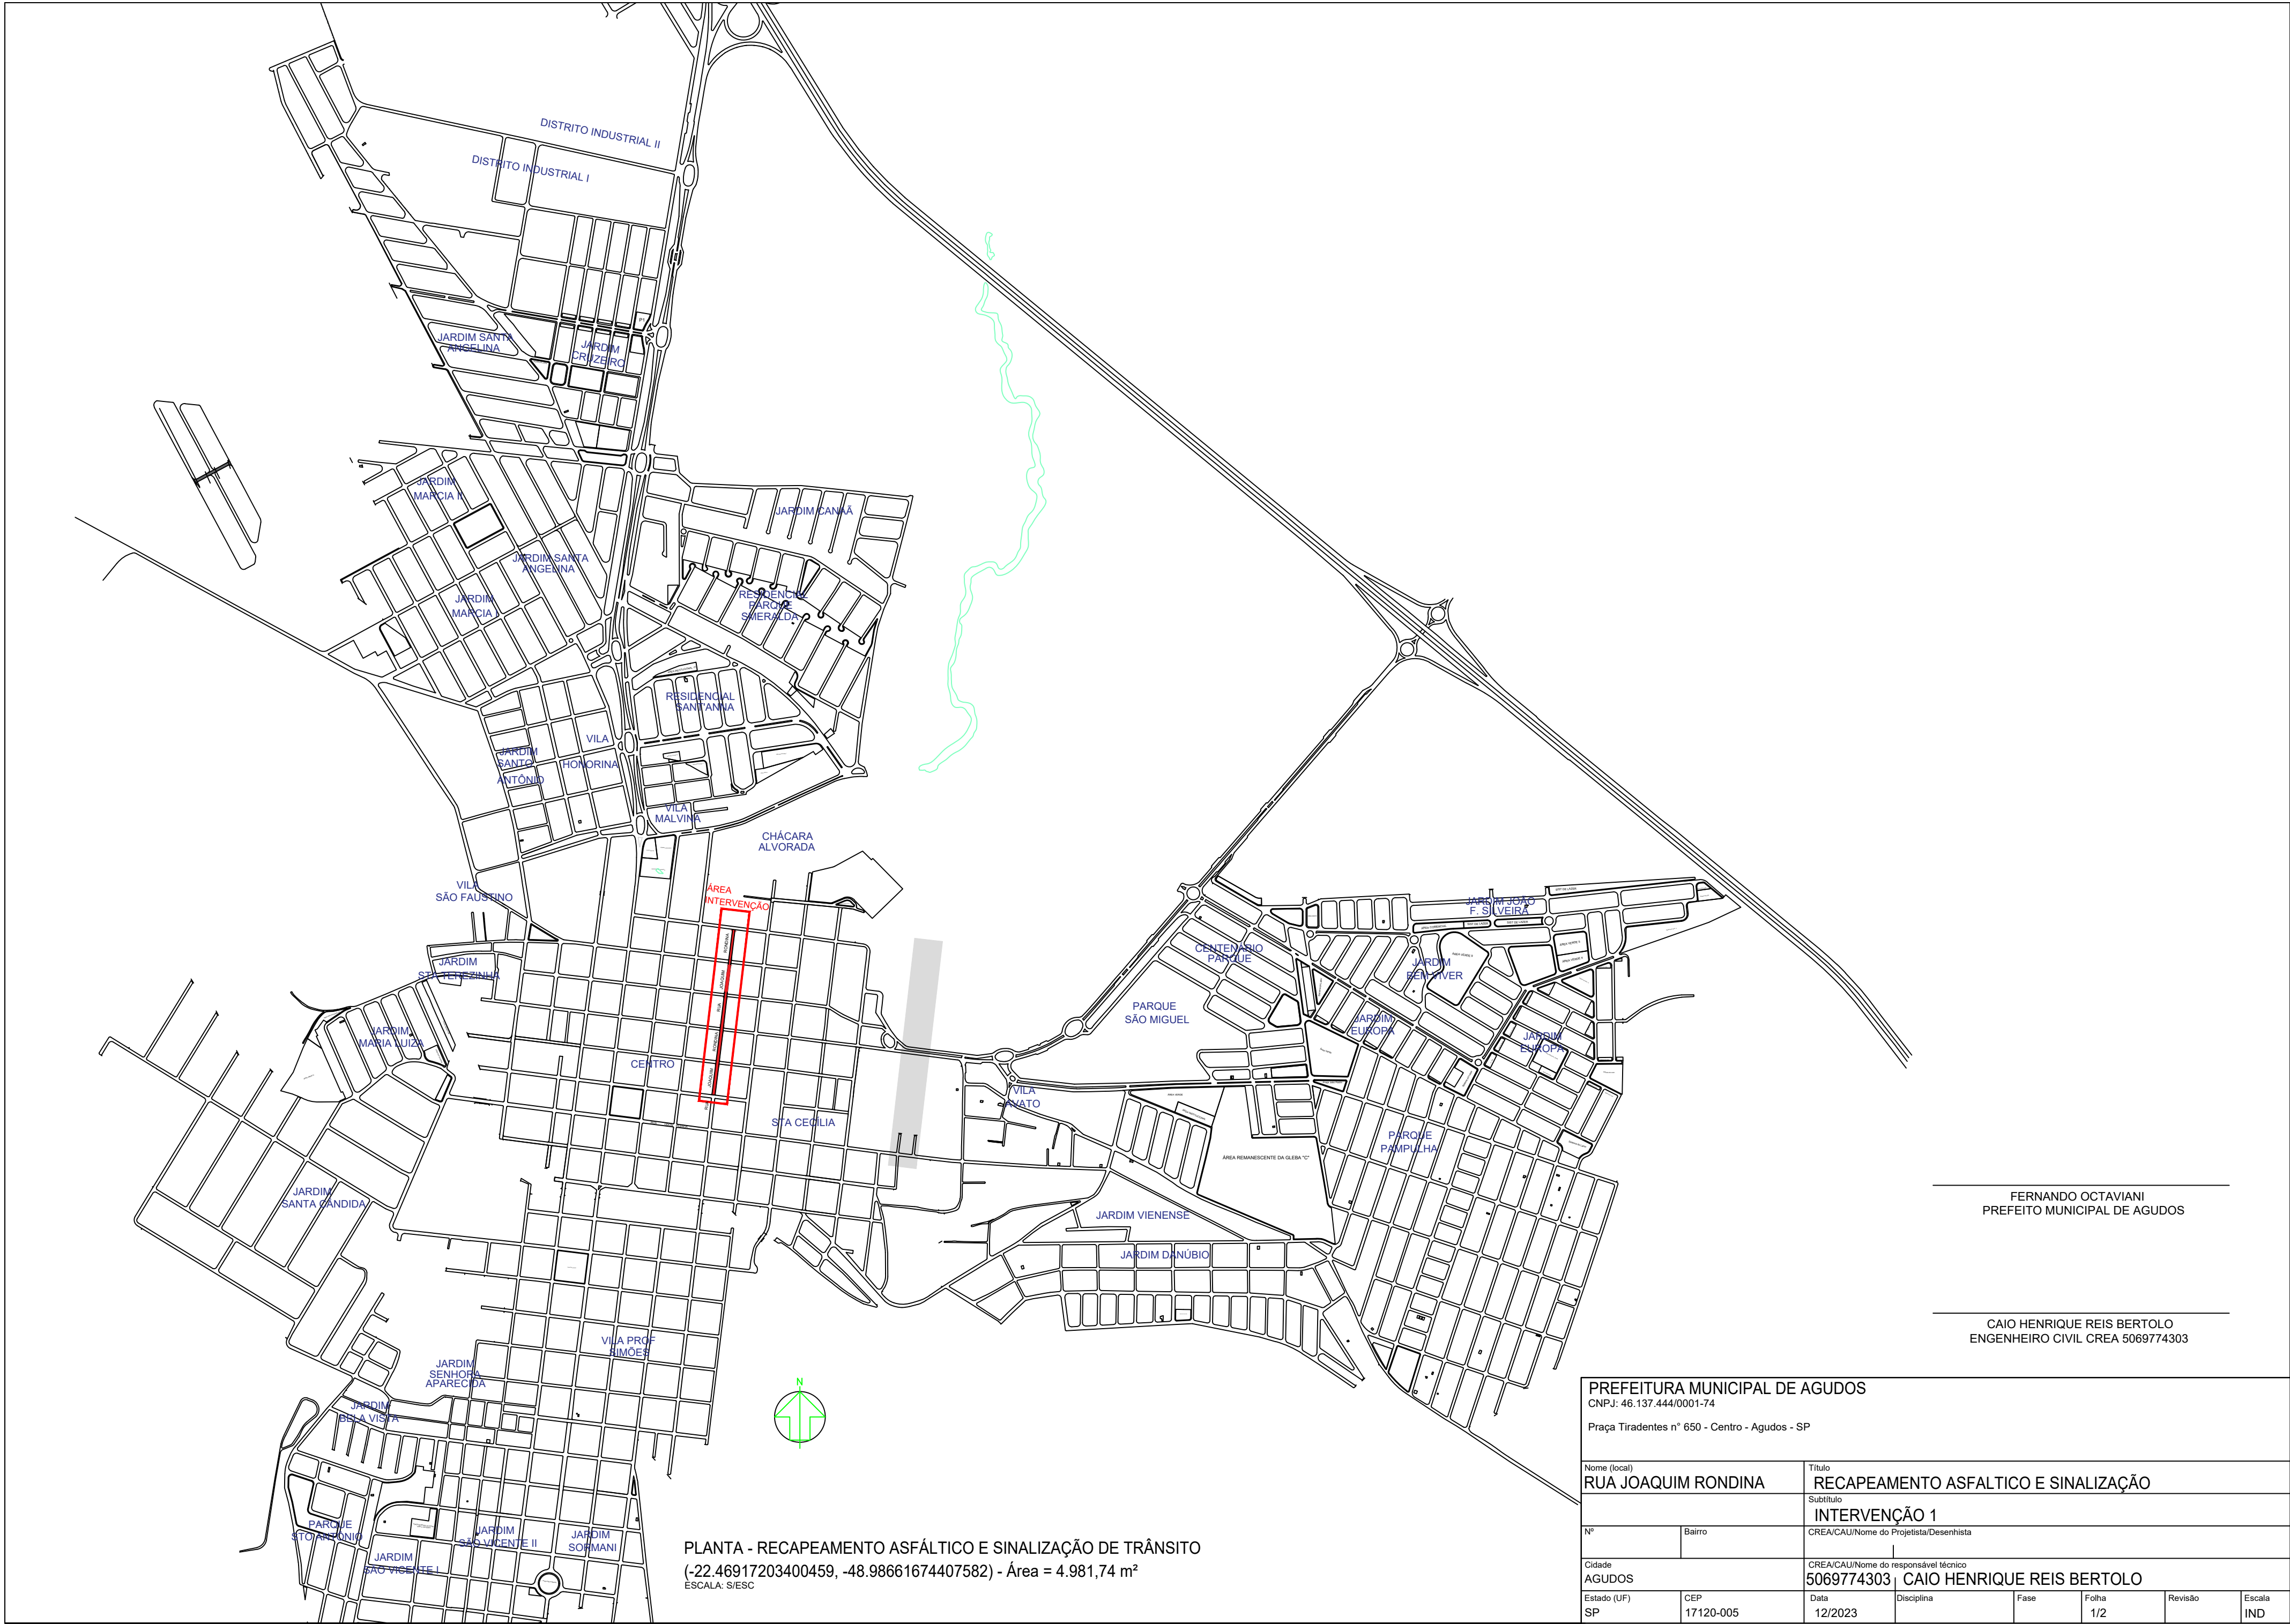 DISTRITO INDUSTRIAL II
DISTRITO INDUSTRIAL I
JARDIM SANTA
ANGELINA
JARDIM
CRUZEIRO
JARDIM
MARCIA II
JARDIM CANAÃ
JARDIM SANTA
ANGELINA
JARDIM
MARCIA I
RESIDENCIAL
PARQUE
SMERALDA
RESIDENCIAL
SANT'ANNA
VILA
HONORINA
JARDIM
SANTO
ANTÔNIO
VILA
MALVINA
CHÁCARA
ALVORADA
VILA
SÃO FAUSTINO
ÁREA
INTERVENÇÃO
RUA JOAQUIM RONDINA
RUA JOAQUIM RONDINA
JARDIM
STA TEREZINHA
JARDIM
MARIA LUIZA
CENTRO
STA CECÍLIA
VILA
AVATO
PARQUE
SÃO MIGUEL
CENTENÁRIO
PARQUE
JARDIM JOÃO
F. SILVEIRA
JARDIM
BEM VIVER
JARDIM
EUROPA
JARDIM
EUROPA
PARQUE
PAMPULHA
ÁREA REMANESCENTE DA GLEBA "C"
JARDIM VIENENSE
JARDIM DANÚBIO
JARDIM
SANTA CANDIDA
VILA PROF
SIMÕES
JARDIM
SENHORA
APARECIDA
JARDIM
BELA VISTA
PARQUE
STO ANTONIO
JARDIM
SÃO VICENTE II
JARDIM
SÃO VICENTE I
JARDIM
SORMANI
N
PLANTA - RECAPEAMENTO ASFÁLTICO E SINALIZAÇÃO DE TRÂNSITO
(-22.46917203400459, -48.98661674407582) - Área = 4.981,74 m²
ESCALA: S/ESC
FERNANDO OCTAVIANI
PREFEITO MUNICIPAL DE AGUDOS
CAIO HENRIQUE REIS BERTOLO
ENGENHEIRO CIVIL CREA 5069774303
PREFEITURA MUNICIPAL DE AGUDOS
CNPJ: 46.137.444/0001-74
Praça Tiradentes n° 650 - Centro - Agudos - SP
Nome (local)
RUA JOAQUIM RONDINA
Título
RECAPEAMENTO ASFALTICO E SINALIZAÇÃO
Subtítulo
INTERVENÇÃO 1
Nº
Bairro
CREA/CAU/Nome do Projetista/Desenhista
Cidade
AGUDOS
CREA/CAU/Nome do responsável técnico
5069774303 CAIO HENRIQUE REIS BERTOLO
Estado (UF)
SP
CEP
17120-005
Data
12/2023
Disciplina
Fase
Folha
1/2
Revisão
Escala
IND